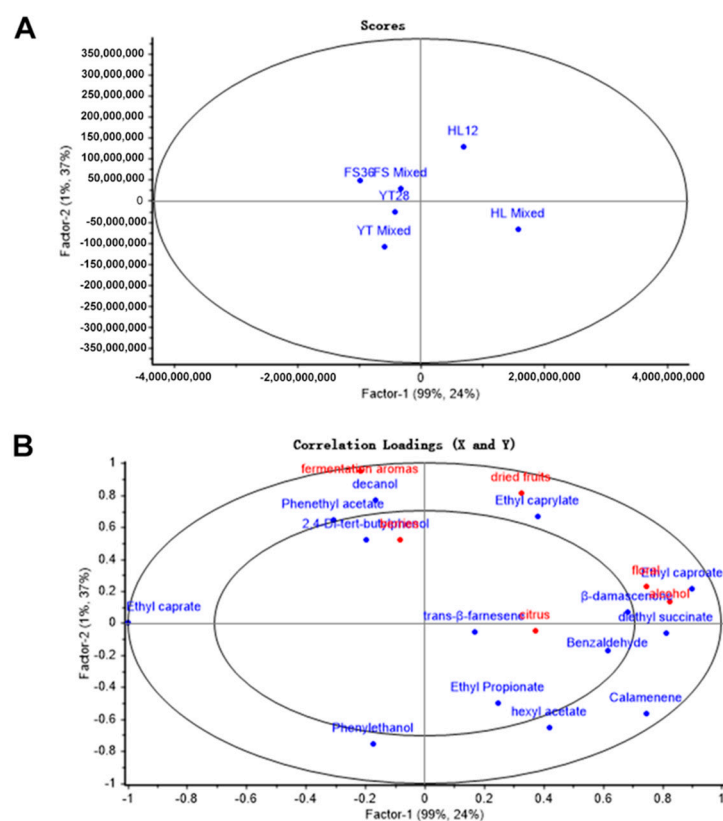 A
Scores
350,000,000
300,000,000
250,000,000
200,000,000
150,000,000
100,000,000
50,000,000
0
-50,000,000
-100,000,000
-150,000,000
-200,000,000
-250,000,000
-300,000,000
-350,000,000
Factor-2 (1%, 37%)
HL12
FS36 FS Mixed
YT28
YT Mixed
HL Mixed
-4,000,000,000 -2,000,000,000 0 2,000,000,000 4,000,000,000
Factor-1 (99%, 24%)
B
Correlation Loadings (X and Y)
1
0.8
0.6
0.4
0.2
0
-0.2
-0.4
-0.6
-0.8
-1
Factor-2 (1%, 37%)
fermentation aromas
decanol
Phenethyl acetate
2,4-Di-tert-butylphenol
dried fruits
Ethyl caprylate
floral
Ethyl caproate
alcohol
β-damascenone
diethyl succinate
Ethyl caprate
trans-β-farnesene
citrus
Benzaldehyde
Ethyl Propionate
Calamenene
hexyl acetate
Phenylethanol
-1 -0.8 -0.6 -0.4 -0.2 0 0.2 0.4 0.6 0.8 1
Factor-1 (99%, 24%)